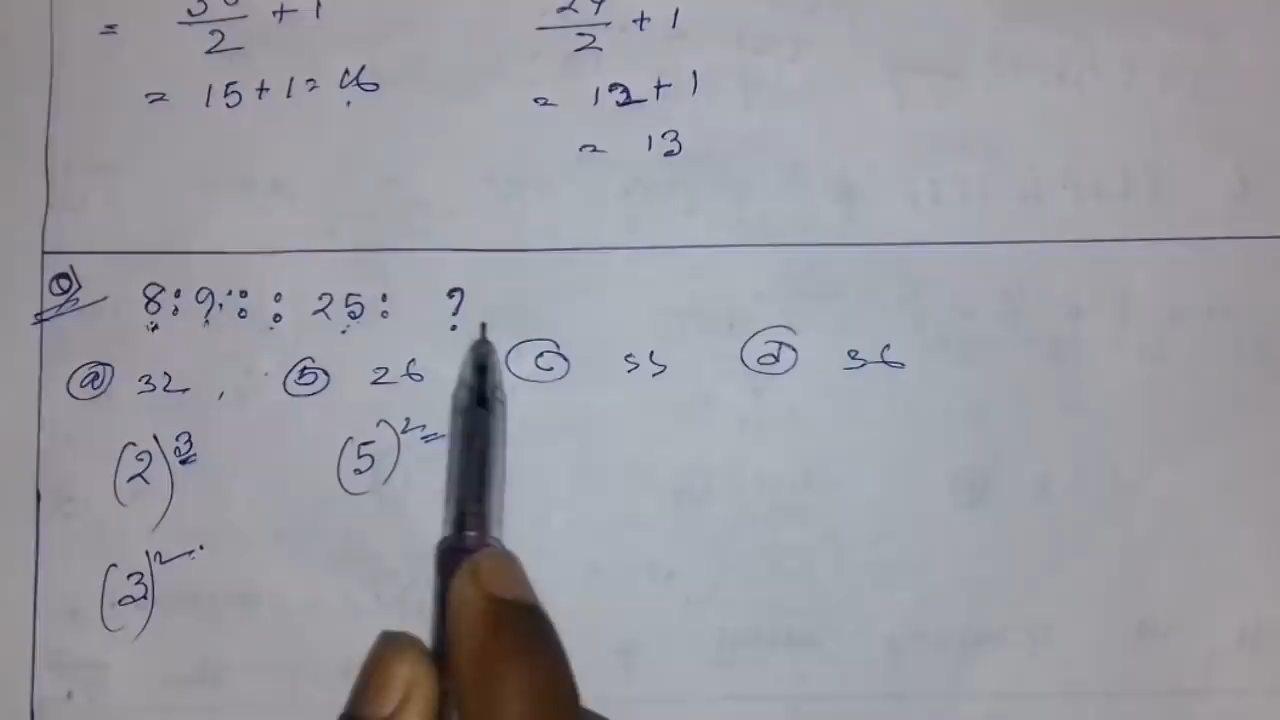 = 30/2 + 1 24/2 + 1
= 15 + 1 = 16 = 12 + 1
= 13
Q) 8 : 9 :: 25 : ?
(a) 32 , (b) 26 (c) 35 (d) 36
(2)^3 (5)^2
(3)^2